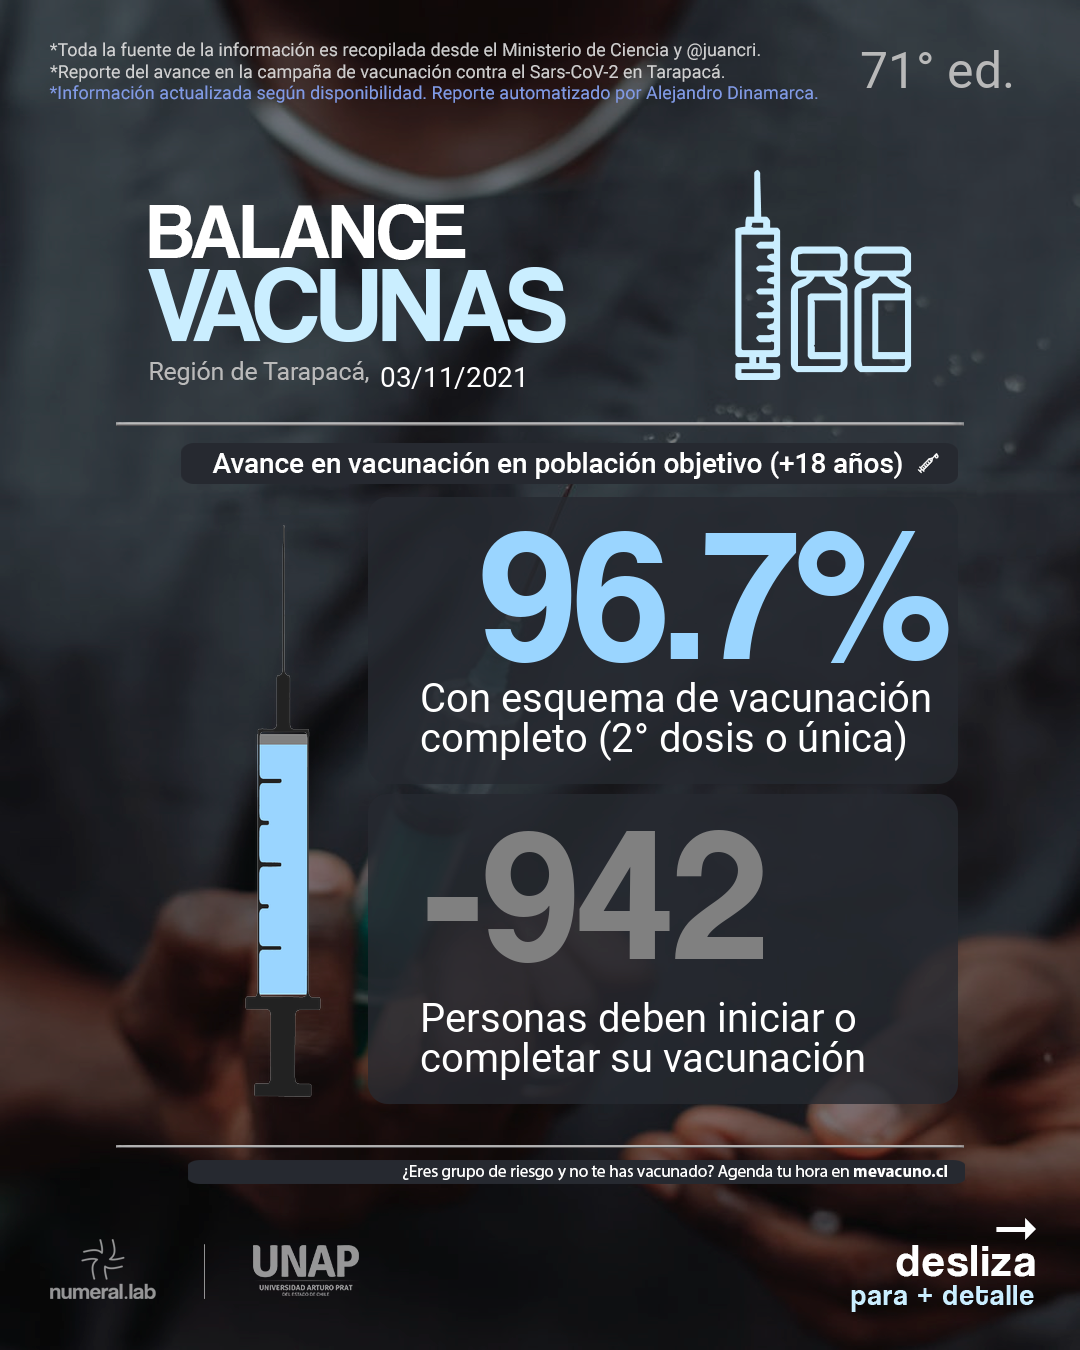 *Toda la fuente de la información es recopilada desde el Ministerio de Ciencia y @juancri.
*Reporte del avance en la campaña de vacunación contra el Sars-CoV-2 en Tarapacá.
*Información actualizada según disponibilidad. Reporte automatizado por Alejandro Dinamarca.
71° ed.
BALANCE
VACUNAS
Región de Tarapacá, 03/11/2021
Avance en vacunación en población objetivo (+18 años)
96.7%
Con esquema de vacunación
completo (2° dosis o única)
-942
Personas deben iniciar o
completar su vacunación
¿Eres grupo de riesgo y no te has vacunado? Agenda tu hora en mevacuno.cl
numeral.lab
UNAP
UNIVERSIDAD ARTURO PRAT
DEL ESTADO DE CHILE
desliza
para + detalle